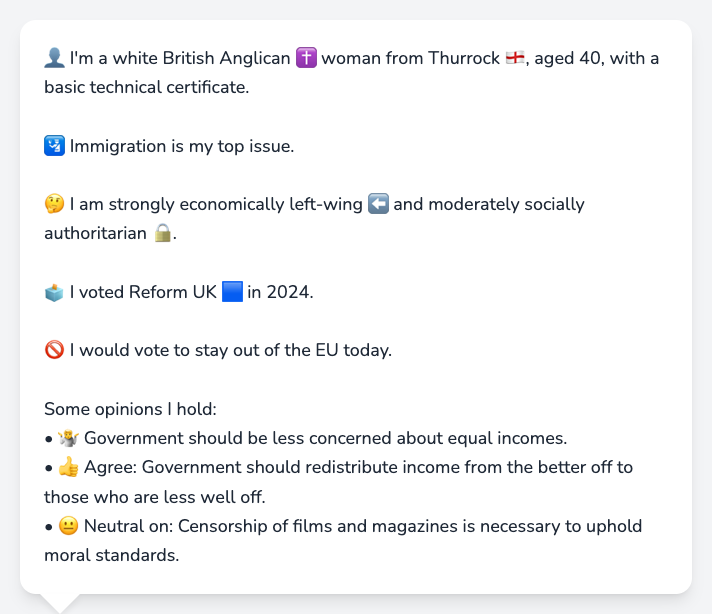 👤 I'm a white British Anglican ✝️ woman from Thurrock 🏴󠁧󠁢󠁥󠁮󠁧󠁿, aged 40, with a
basic technical certificate.
🛂 Immigration is my top issue.
🤔 I am strongly economically left-wing ⬅️ and moderately socially
authoritarian 🔒.
🗳️ I voted Reform UK 🟦 in 2024.
🚫 I would vote to stay out of the EU today.
Some opinions I hold:
• 🤷 Government should be less concerned about equal incomes.
• 👍 Agree: Government should redistribute income from the better off to
those who are less well off.
• 😐 Neutral on: Censorship of films and magazines is necessary to uphold
moral standards.